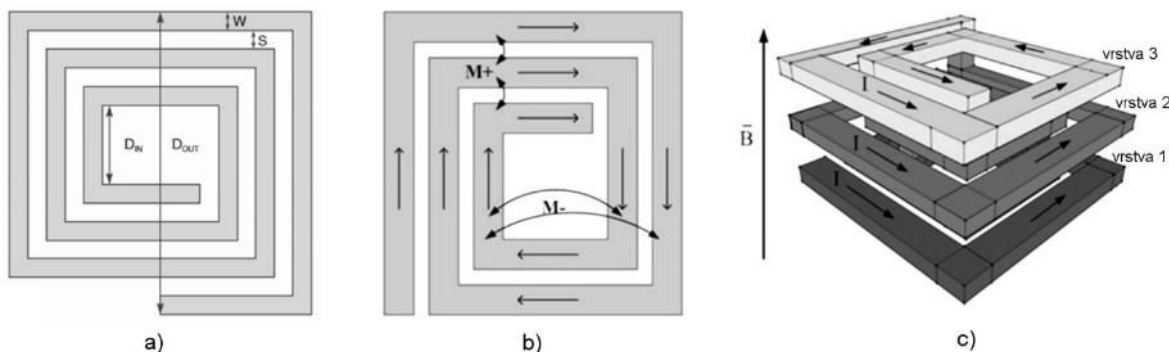 W
S
D_IN
D_OUT
a)
M+
M-
b)
B̅
I
I
I
vrstva 3
vrstva 2
vrstva 1
c)